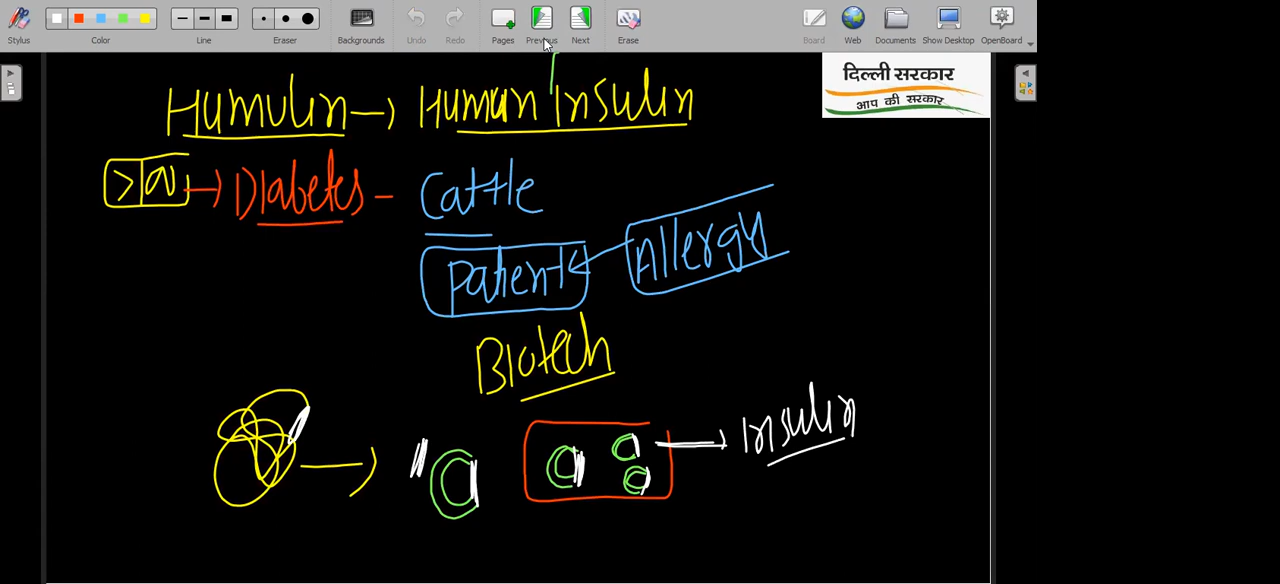 Stylus Color Line Eraser Backgrounds Undo Redo Pages Previous Next Erase Board Web Documents Show Desktop OpenBoard
दिल्ली सरकार
आप की सरकार
Humulin → Human Insulin
→ Diabetes - Cattle
Patient ← Allergy
Biotech
Insulin